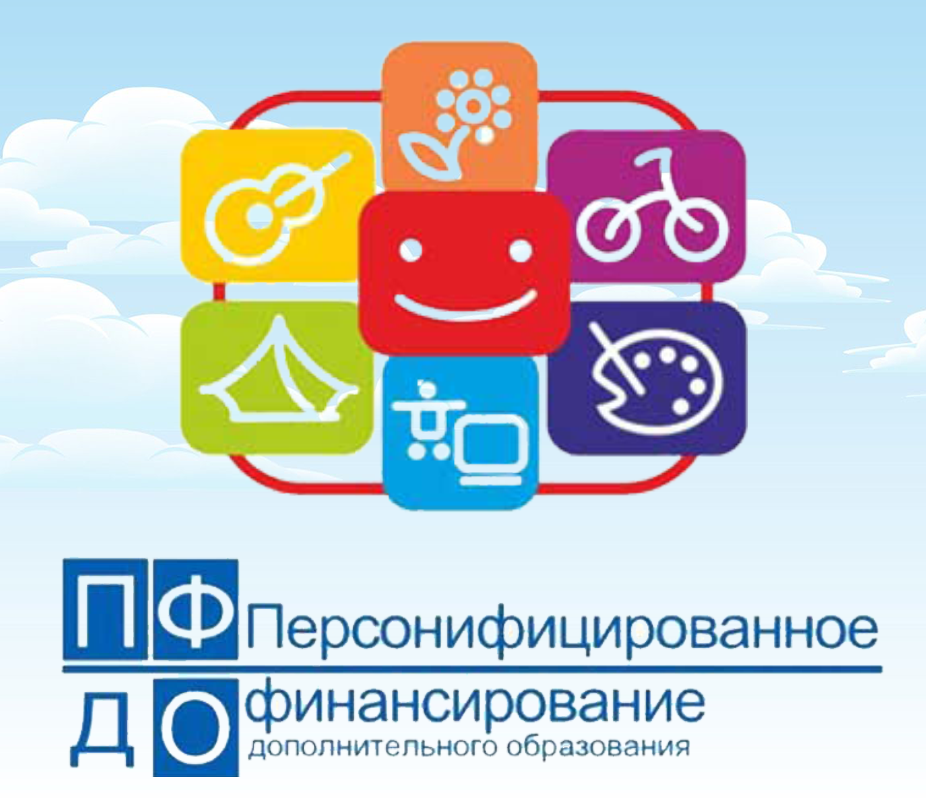 ПФ Персонифицированное
ДО финансирование
дополнительного образования